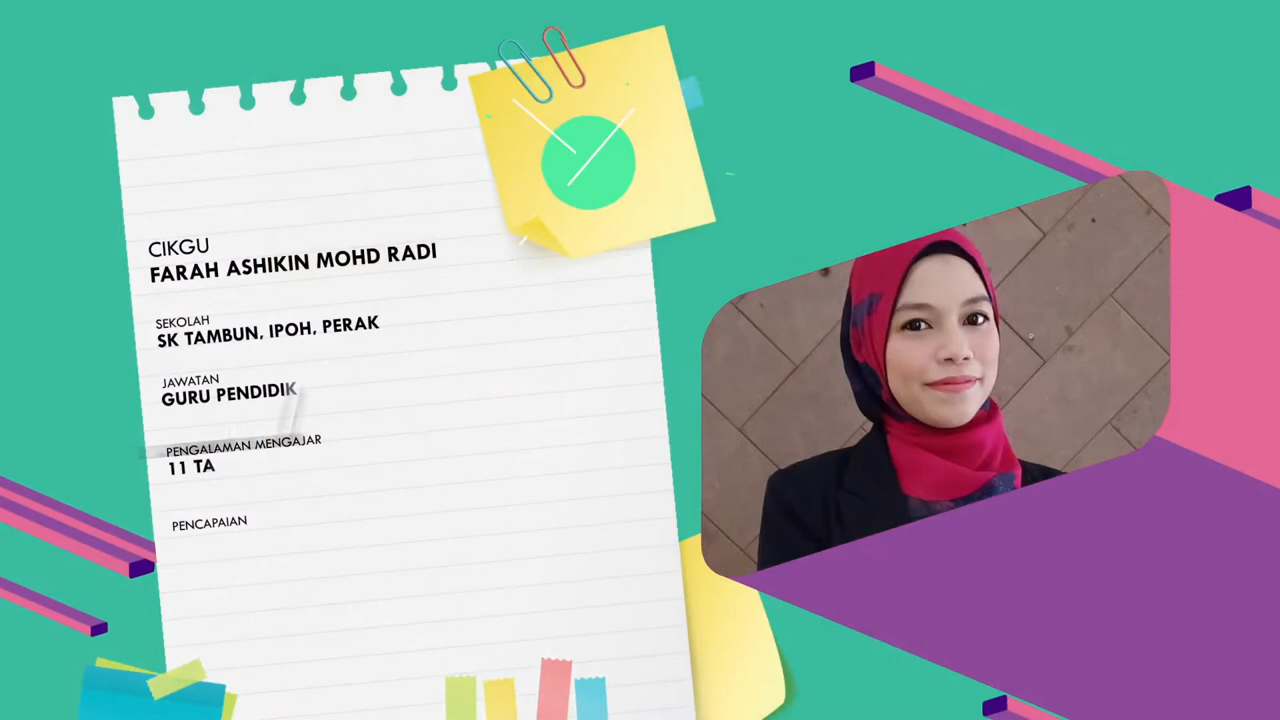 CIKGU
FARAH ASHIKIN MOHD RADI
SEKOLAH
SK TAMBUN, IPOH, PERAK
JAWATAN
GURU PENDIDIK
PENGALAMAN MENGAJAR
11 TA
PENCAPAIAN